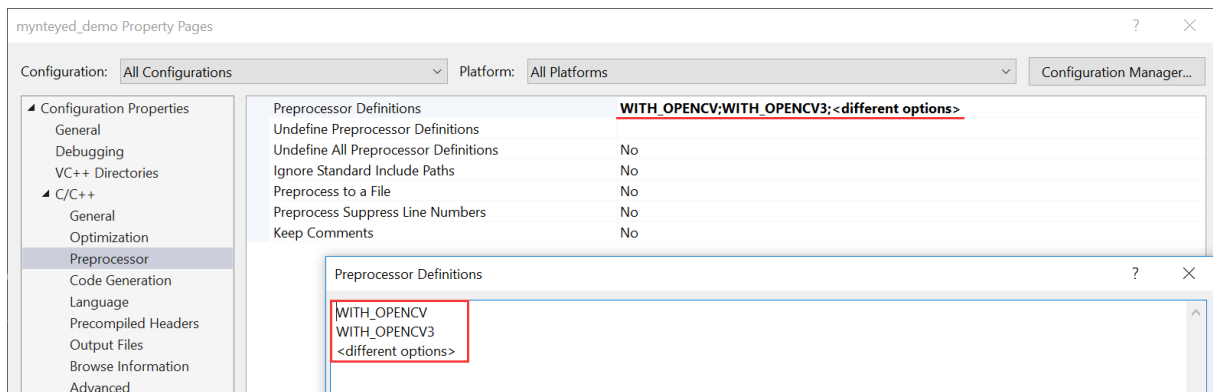 mynteyed_demo Property Pages
Configuration: All Configurations Platform: All Platforms Configuration Manager...
Configuration Properties
General
Debugging
VC++ Directories
C/C++
General
Optimization
Preprocessor
Code Generation
Language
Precompiled Headers
Output Files
Browse Information
Advanced
Preprocessor Definitions WITH_OPENCV;WITH_OPENCV3;<different options>
Undefine Preprocessor Definitions
Undefine All Preprocessor Definitions No
Ignore Standard Include Paths No
Preprocess to a File No
Preprocess Suppress Line Numbers No
Keep Comments No
Preprocessor Definitions
WITH_OPENCV
WITH_OPENCV3
<different options>